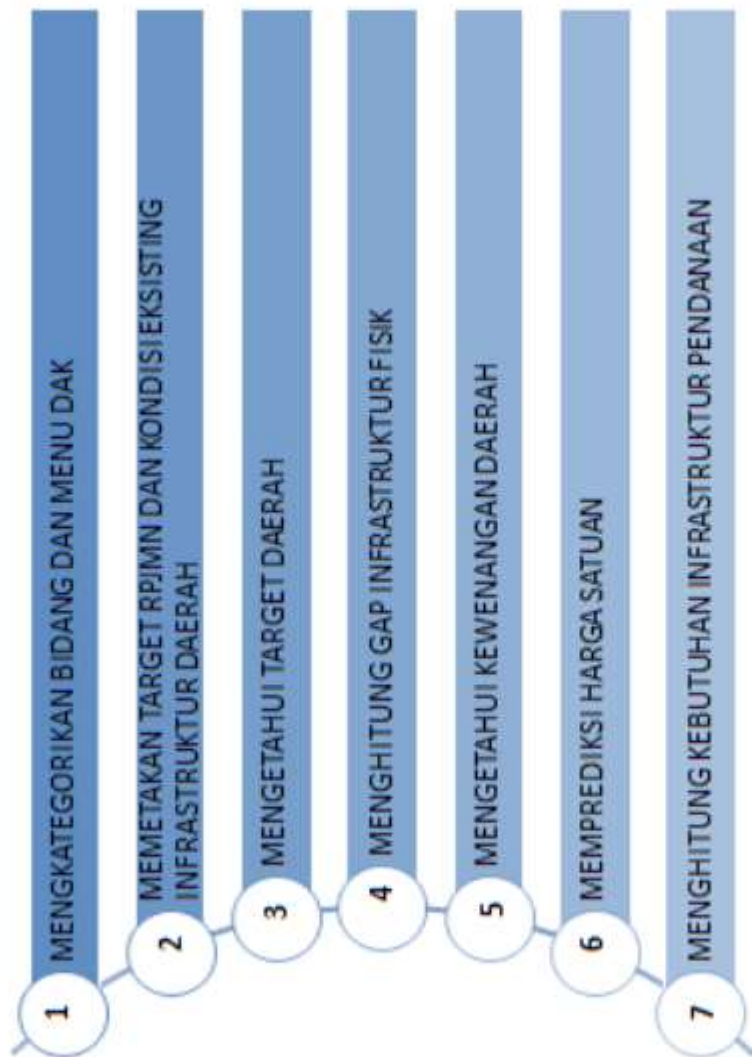 1
MENGKATEGORIKAN BIDANG DAN MENU DAK
2
MEMETAKAN TARGET RPJMN DAN KONDISI EKSISTING
INFRASTRUKTUR DAERAH
3
MENGETAHUI TARGET DAERAH
4
MENGHITUNG GAP INFRASTRUKTUR FISIK
5
MENGETAHUI KEWENANGAN DAERAH
6
MEMPREDIKSI HARGA SATUAN
7
MENGHITUNG KEBUTUHAN INFRASTRUKTUR PENDANAAN